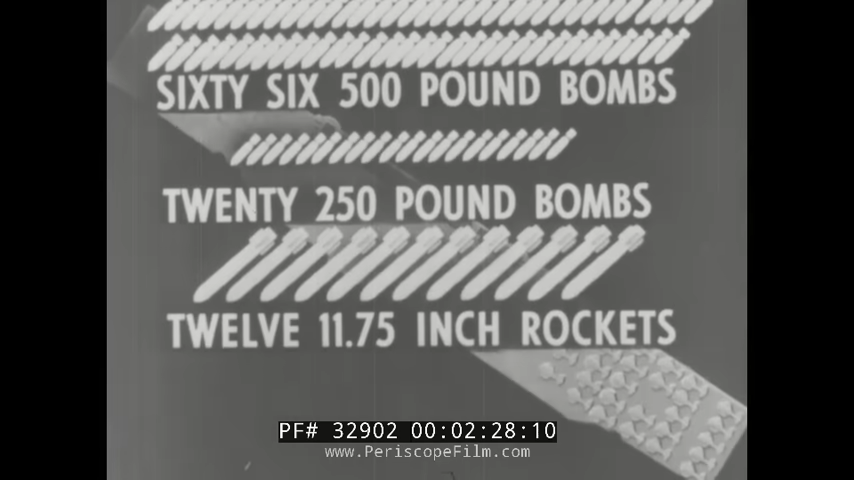 SIXTY SIX 500 POUND BOMBS
TWENTY 250 POUND BOMBS
TWELVE 11.75 INCH ROCKETS
PF# 32902 00:02:28:10
www.PeriscopeFilm.com